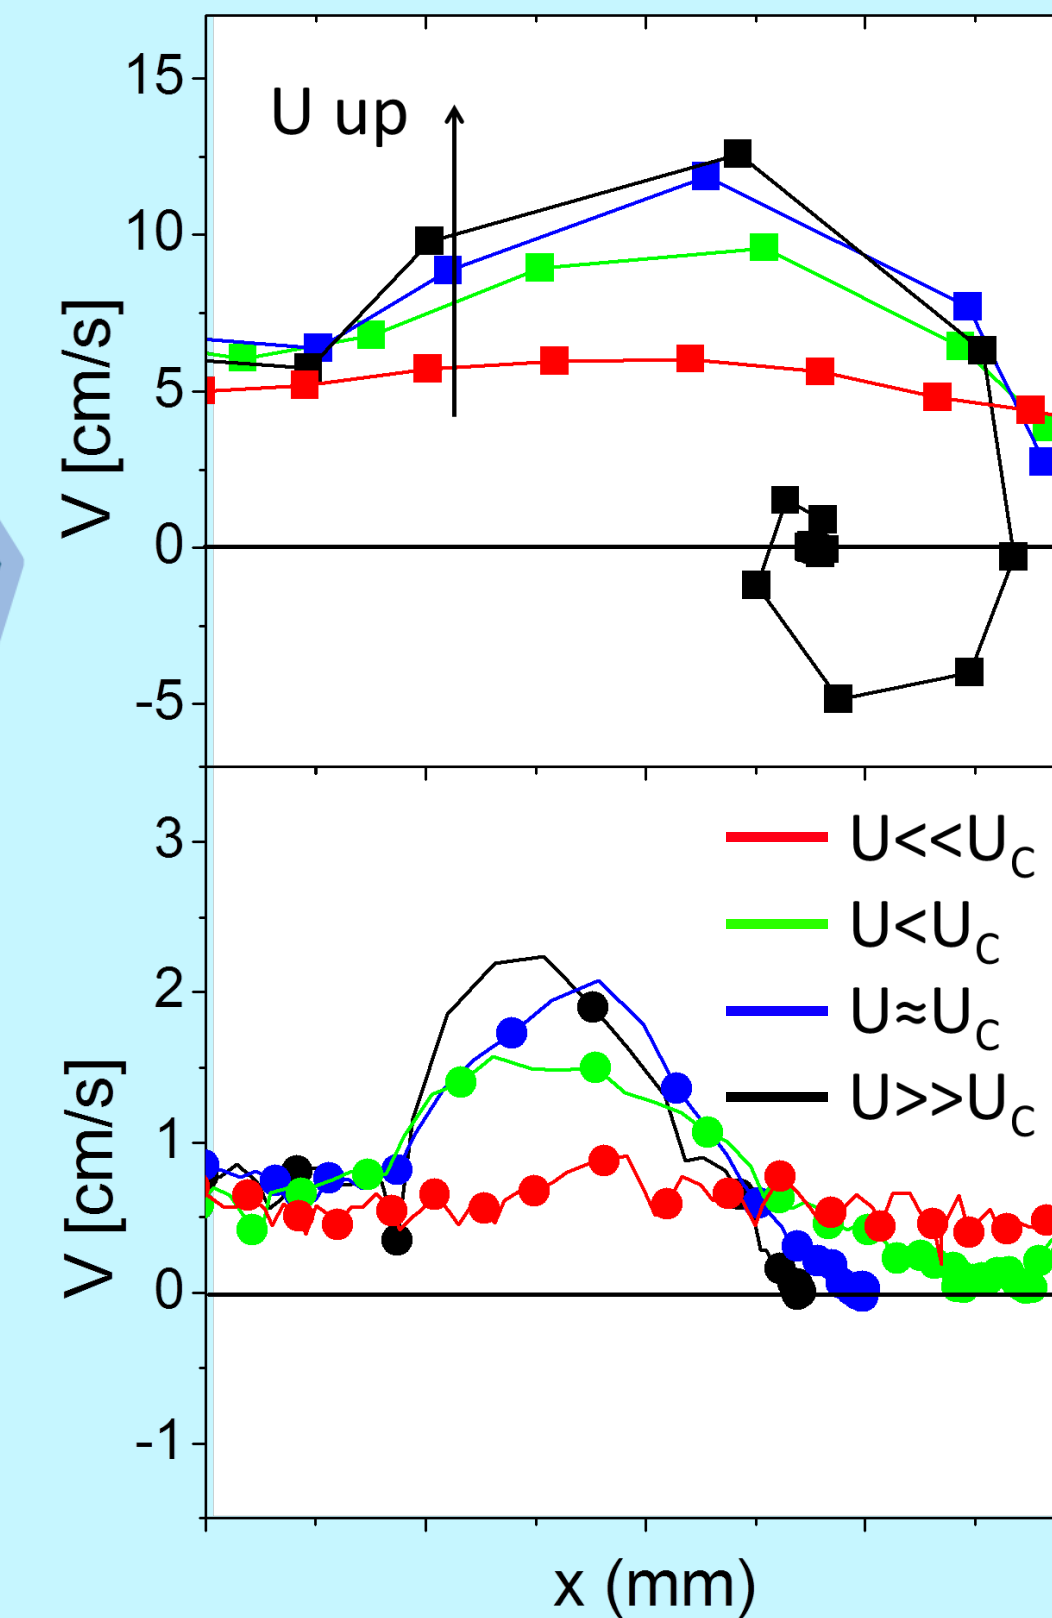 15
U up
10
5
0
-5
V [cm/s]
3
2
1
0
-1
V [cm/s]
U<<U_C
U<U_C
U≈U_C
U>>U_C
x (mm)